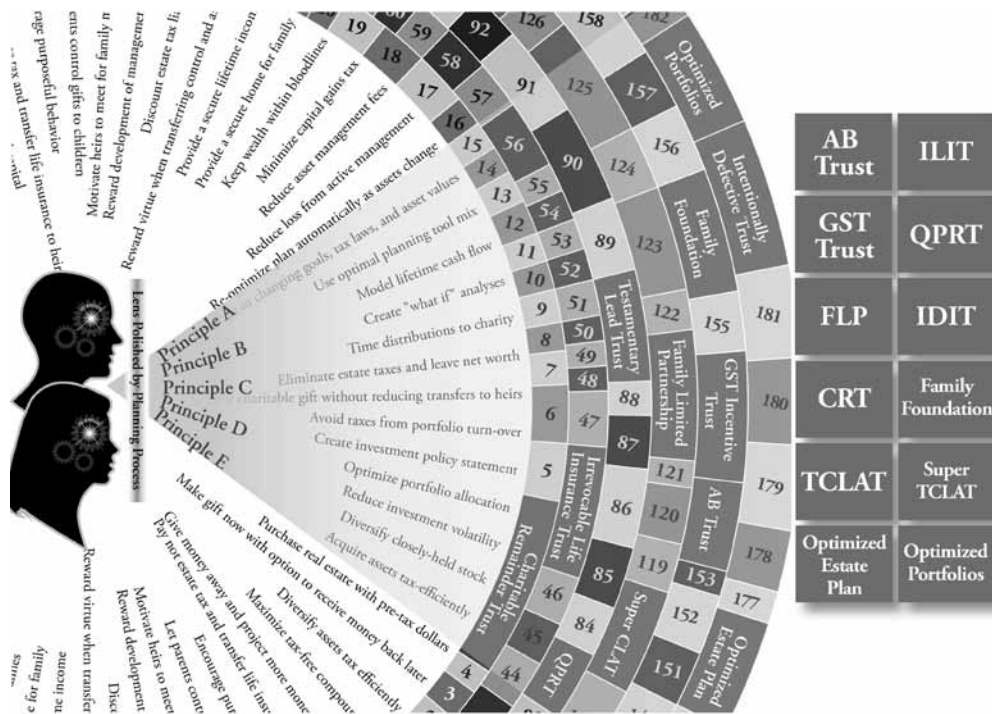 rage purposeful behavior
ents control gifts to children
Motivate heirs to meet for family n
Reward development of management
Discount estate tax lia
Reward virtue when transferring control and as
Provide a secure lifetime incom
Provide a secure home for family
Keep wealth within bloodlines
Minimize capital gains tax
Reduce asset management fees
Reduce loss from active management
Re-optimize plan automatically as assets change
changing goals, tax laws, and asset values
Use optimal planning tool mix
Model lifetime cash flow
Create "what if" analyses
Time distributions to charity
Eliminate estate taxes and leave net worth
charitable gift without reducing transfers to heirs
Avoid taxes from portfolio turn-over
Create investment policy statement
Optimize portfolio allocation
Reduce investment volatility
Diversify closely-held stock
Acquire assets tax-efficiently
Purchase real estate with pre-tax dollars
Make gift now with option to receive money back later
Diversify assets tax efficiently
Maximize tax-free compou
Give money away and project more mone
Pay not estate tax and transfer life insu
Encourage pur
Let parents cont
Motivate heirs to mee
Reward development
Disco
Reward virtue when transfer
ne income
e for family
tax and transfer life insurance to heir
Lens Polished by Planning Process
Principle A
Principle B
Principle C
Principle D
Principle E
19
18
17
16
15
14
13
12
11
10
9
8
7
6
5
4
3
59
58
57
56
55
54
53
52
51
50
49
48
47
Irrevocable Life
Insurance Trust
46
45
44
Charitable
Remainder Trust
92
91
90
89
Testamentary
Lead Trust
88
87
86
85
84
QPRT
126
125
124
123
122
Family Limited
Partnership
121
120
119
Super CLAT
158
157
156
Family
Foundation
155
GST Incentive
Trust
AB Trust
153
152
151
182
Optimized
Portfolios
Intentionally
Defective Trust
181
180
179
178
177
Optimized
Estate Plan
AB
Trust
ILIT
GST
Trust
QPRT
FLP
IDIT
CRT
Family
Foundation
TCLAT
Super
TCLAT
Optimized
Estate
Plan
Optimized
Portfolios